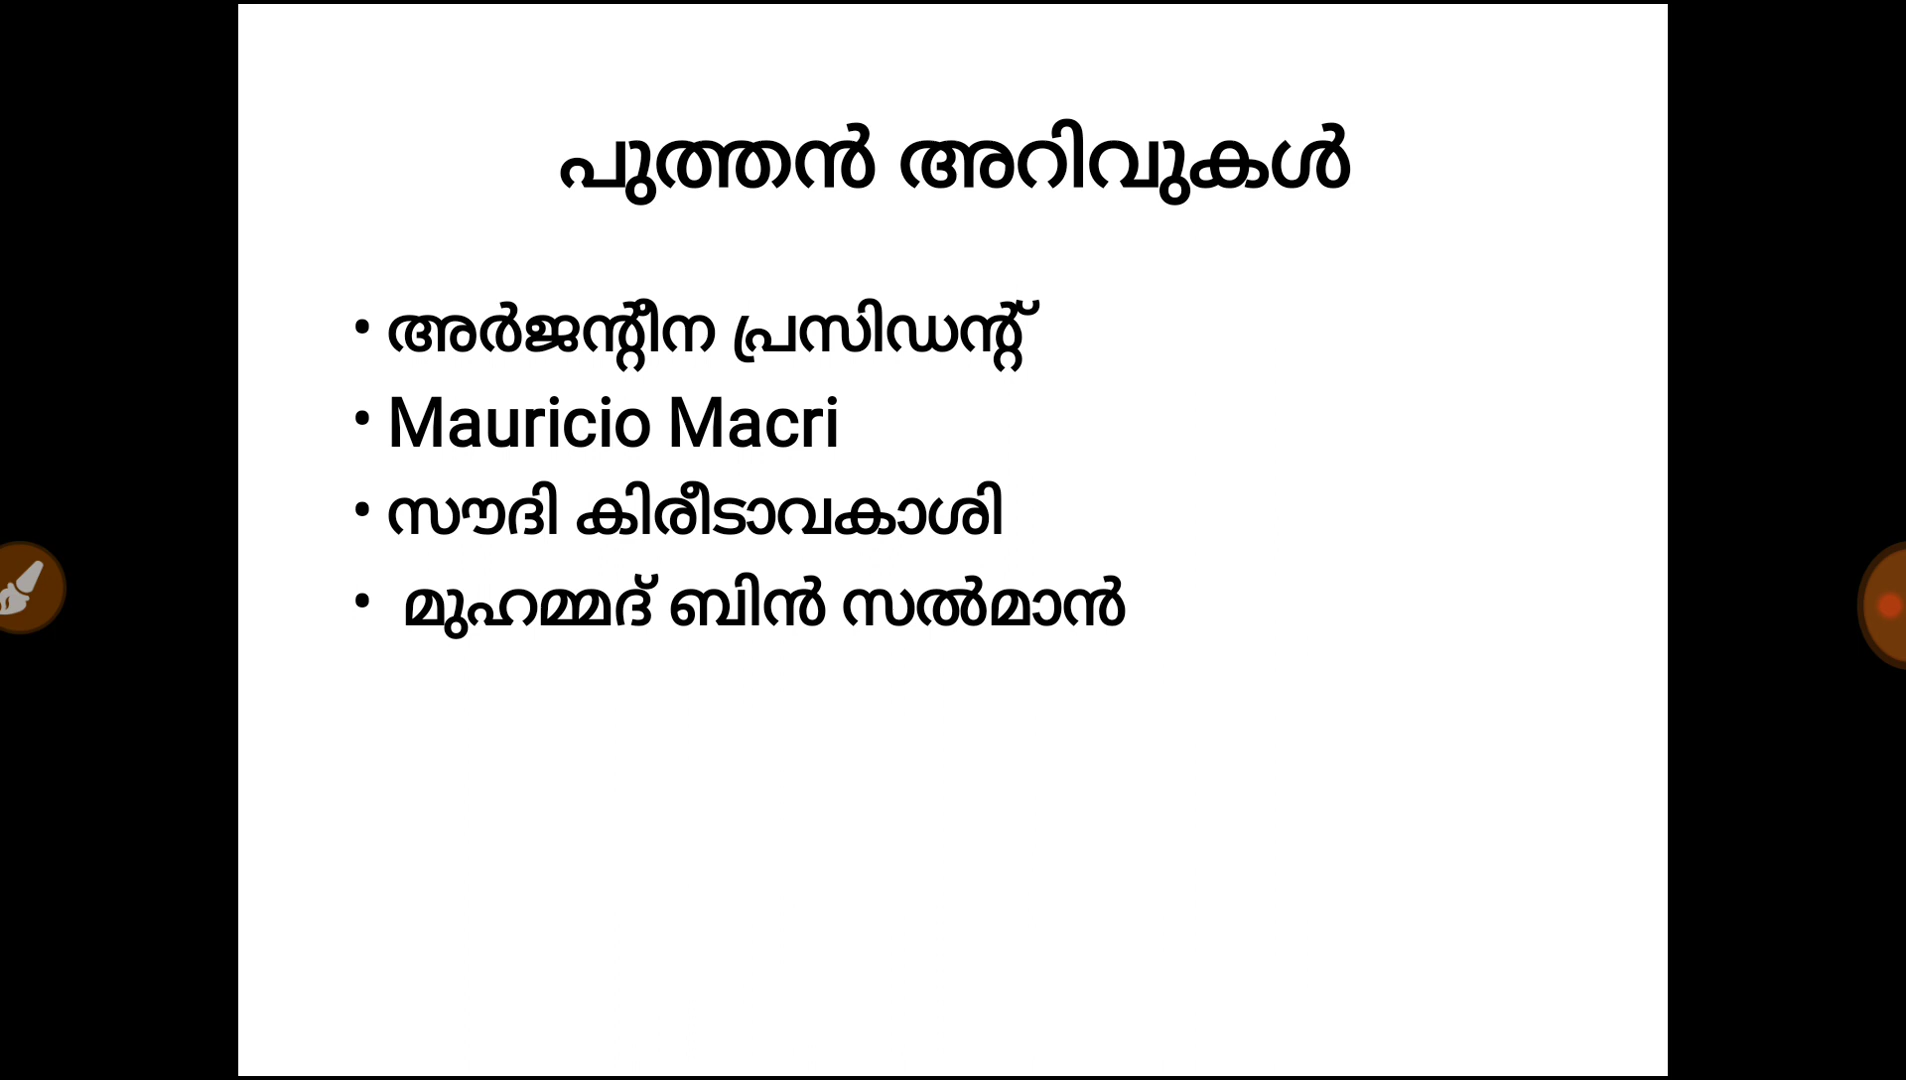 പുത്തൻ അറിവുകൾ
• അർജന്റീന പ്രസിഡന്റ്
• Mauricio Macri
• സൗദി കിരീടാവകാശി
• മുഹമ്മദ് ബിൻ സൽമാൻ